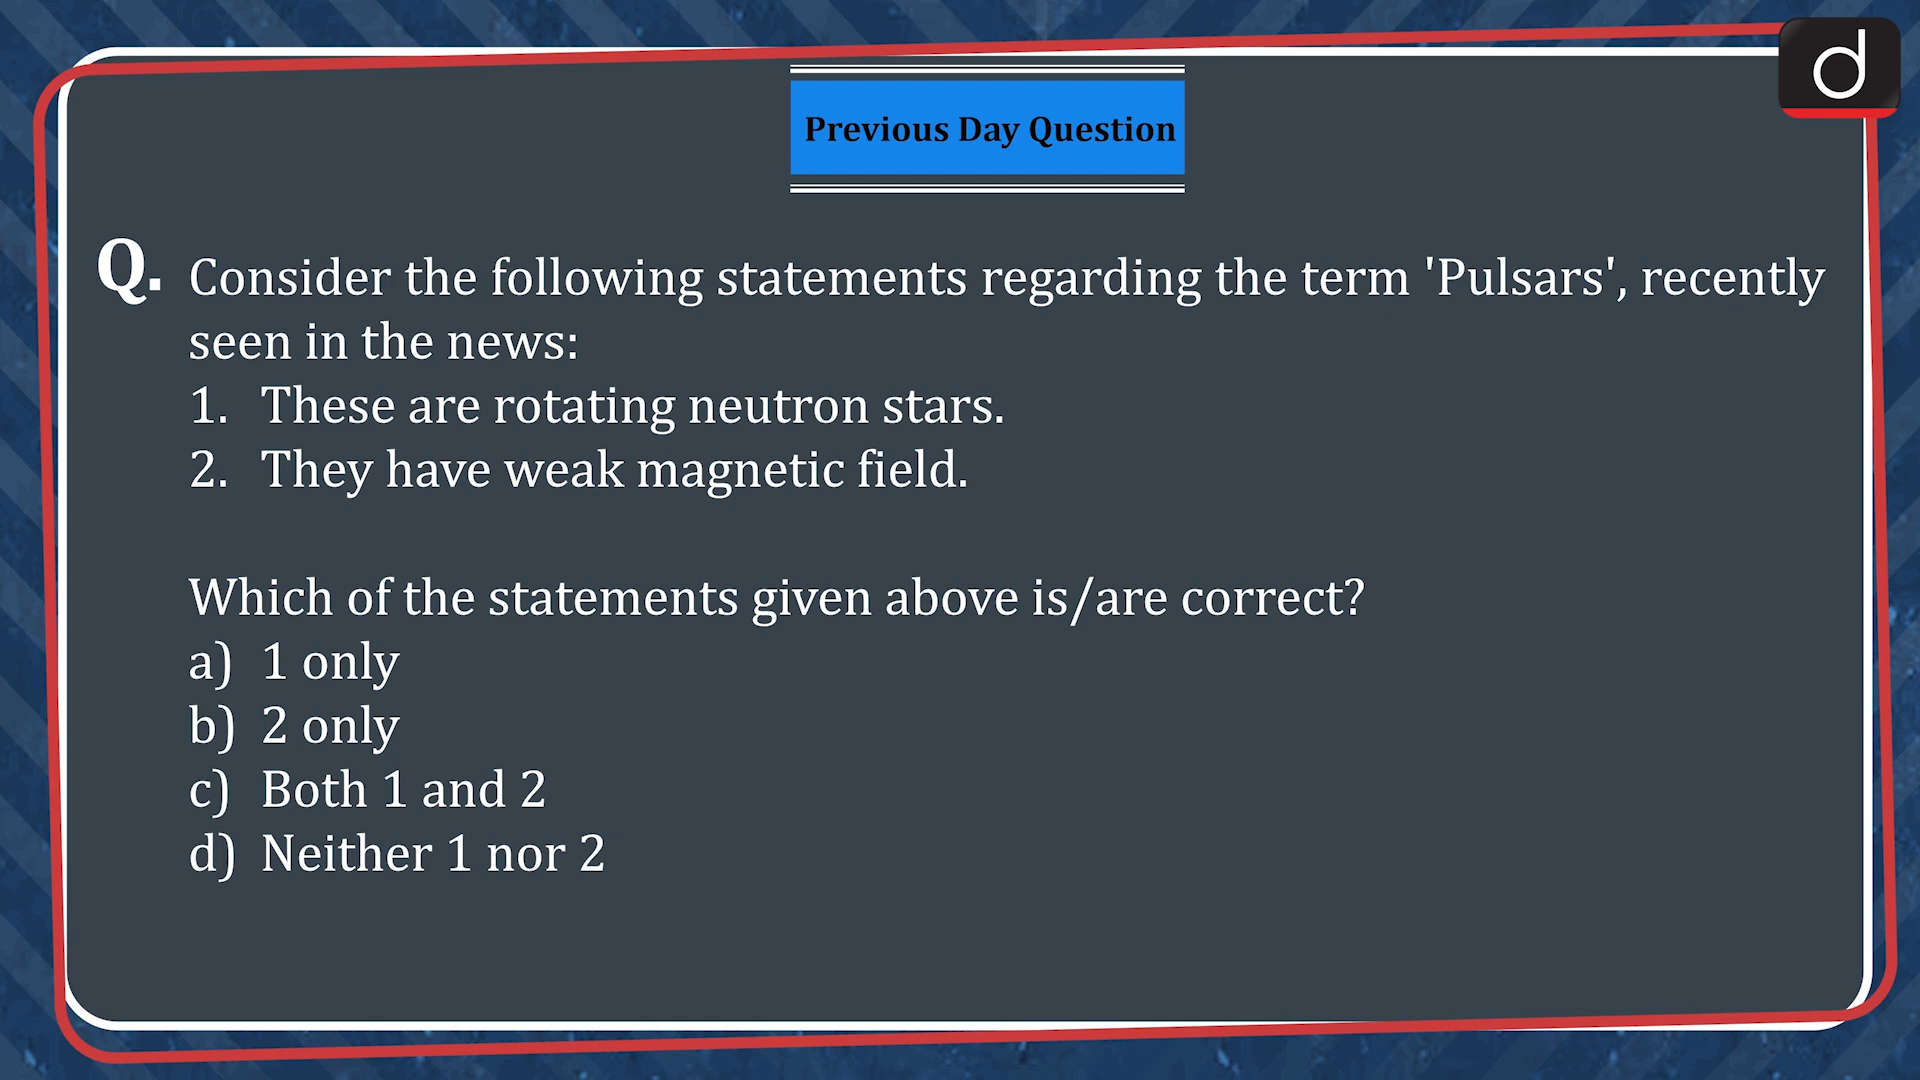 Previous Day Question
Q. Consider the following statements regarding the term 'Pulsars', recently
seen in the news:
1. These are rotating neutron stars.
2. They have weak magnetic field.
Which of the statements given above is/are correct?
a) 1 only
b) 2 only
c) Both 1 and 2
d) Neither 1 nor 2
d